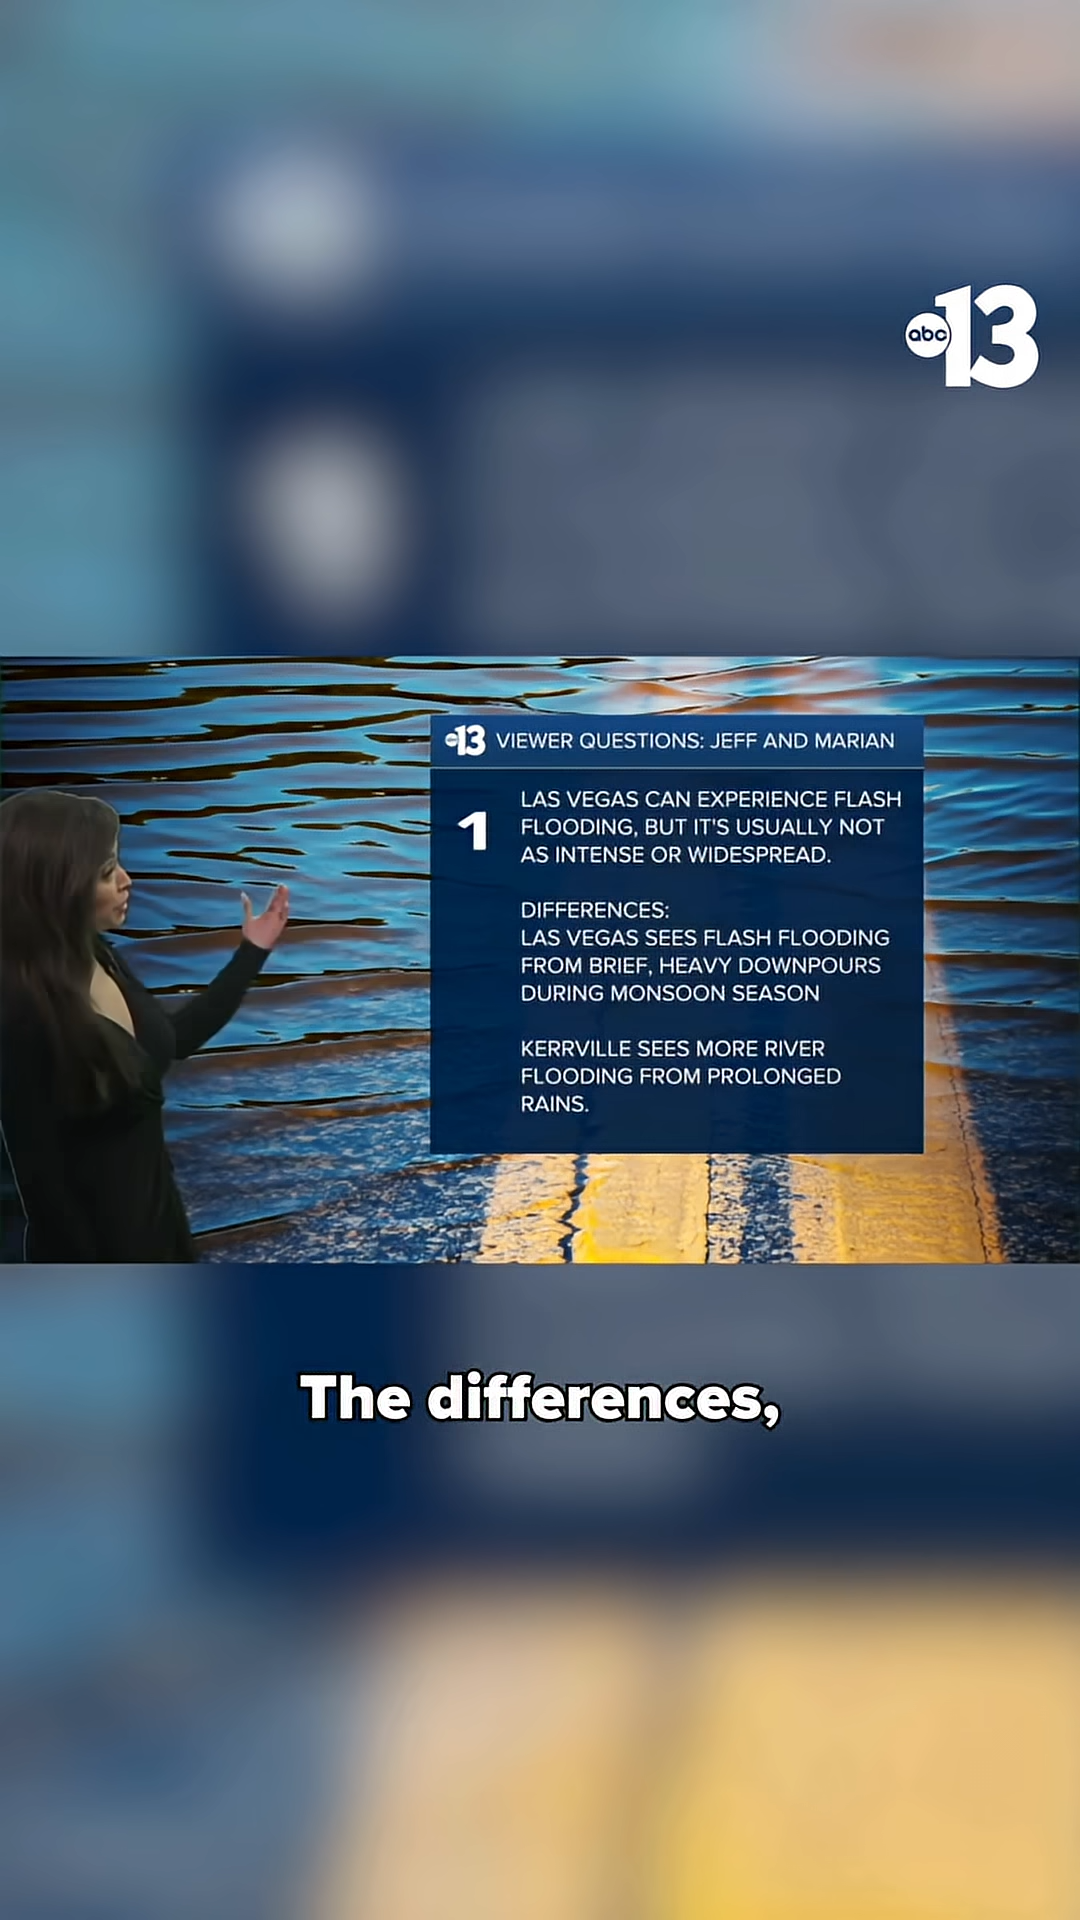 abc 13
13 VIEWER QUESTIONS: JEFF AND MARIAN
1
LAS VEGAS CAN EXPERIENCE FLASH
FLOODING, BUT IT'S USUALLY NOT
AS INTENSE OR WIDESPREAD.
DIFFERENCES:
LAS VEGAS SEES FLASH FLOODING
FROM BRIEF, HEAVY DOWNPOURS
DURING MONSOON SEASON
KERRVILLE SEES MORE RIVER
FLOODING FROM PROLONGED
RAINS.
The differences,